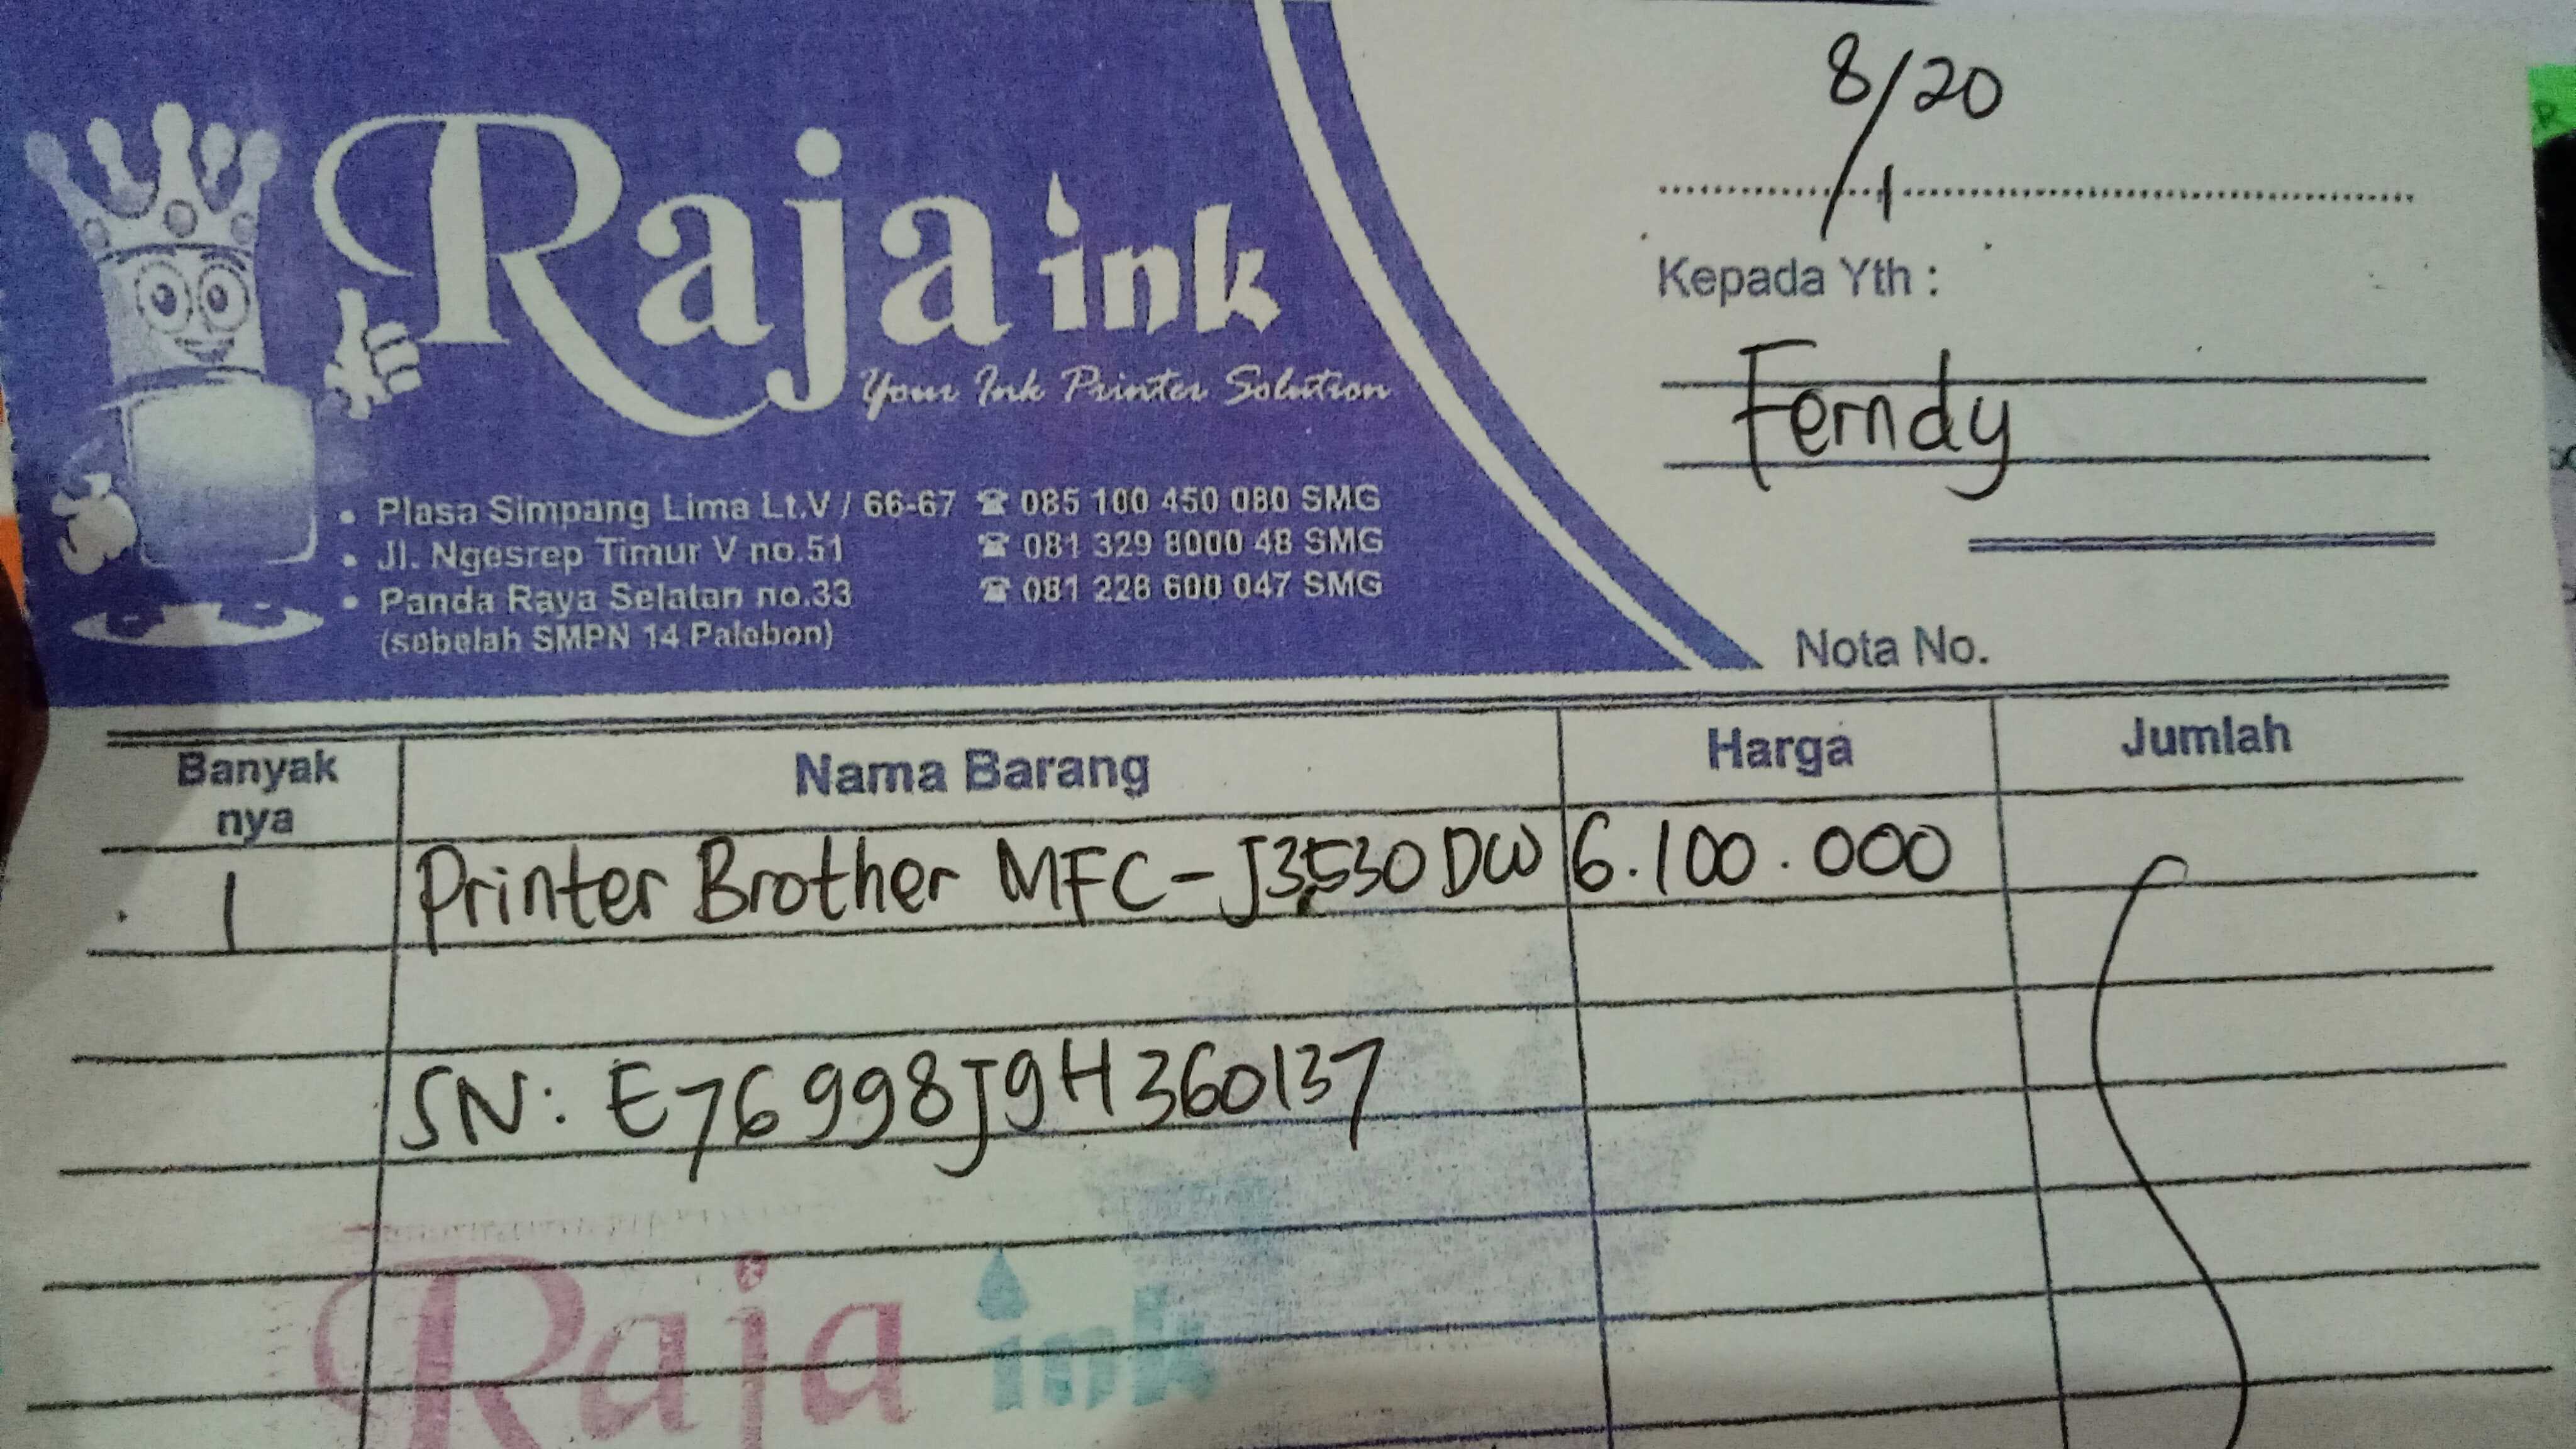 8/1 20
Raja ink
Your Ink Printer Solution
Kepada Yth :
Ferndy
• Plasa Simpang Lima Lt.V / 66-67 ☎ 085 100 450 080 SMG
• Jl. Ngesrep Timur V no.51 ☎ 081 329 8000 48 SMG
• Panda Raya Selatan no.33 ☎ 081 228 600 047 SMG
(sebelah SMPN 14 Palebon)
Nota No.
Banyak nya Nama Barang Harga Jumlah
1 Printer Brother MFC-J3530DW 6.100.000
SN: E76998J9H360137
Raja ink